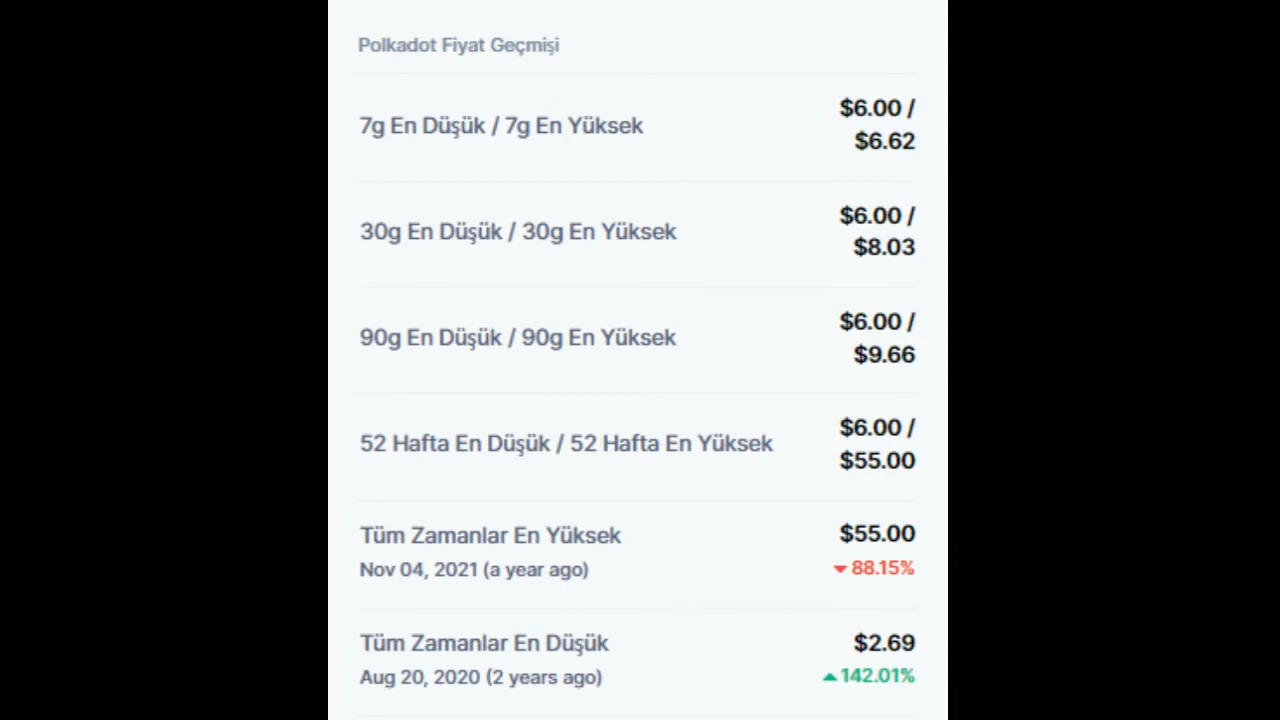 Polkadot Fiyat Geçmişi
7g En Düşük / 7g En Yüksek
$6.00 /
$6.62
30g En Düşük / 30g En Yüksek
$6.00 /
$8.03
90g En Düşük / 90g En Yüksek
$6.00 /
$9.66
52 Hafta En Düşük / 52 Hafta En Yüksek
$6.00 /
$55.00
Tüm Zamanlar En Yüksek
$55.00
Nov 04, 2021 (a year ago)
88.15%
Tüm Zamanlar En Düşük
$2.69
Aug 20, 2020 (2 years ago)
142.01%